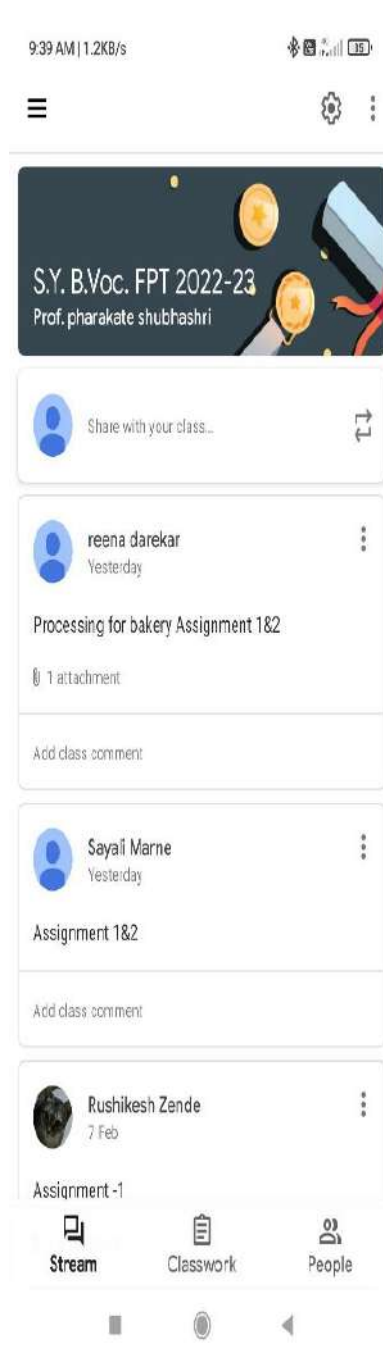 9:39 AM | 1.2KB/s
35
S.Y. B.Voc. FPT 2022-23
Prof. pharakate shubhashri
Share with your class...
reena darekar
Yesterday
Processing for bakery Assignment 1&2
1 attachment
Add class comment
Sayali Marne
Yesterday
Assignment 1&2
Add class comment
Rushikesh Zende
7 Feb
Assignment -1
Stream
Classwork
People